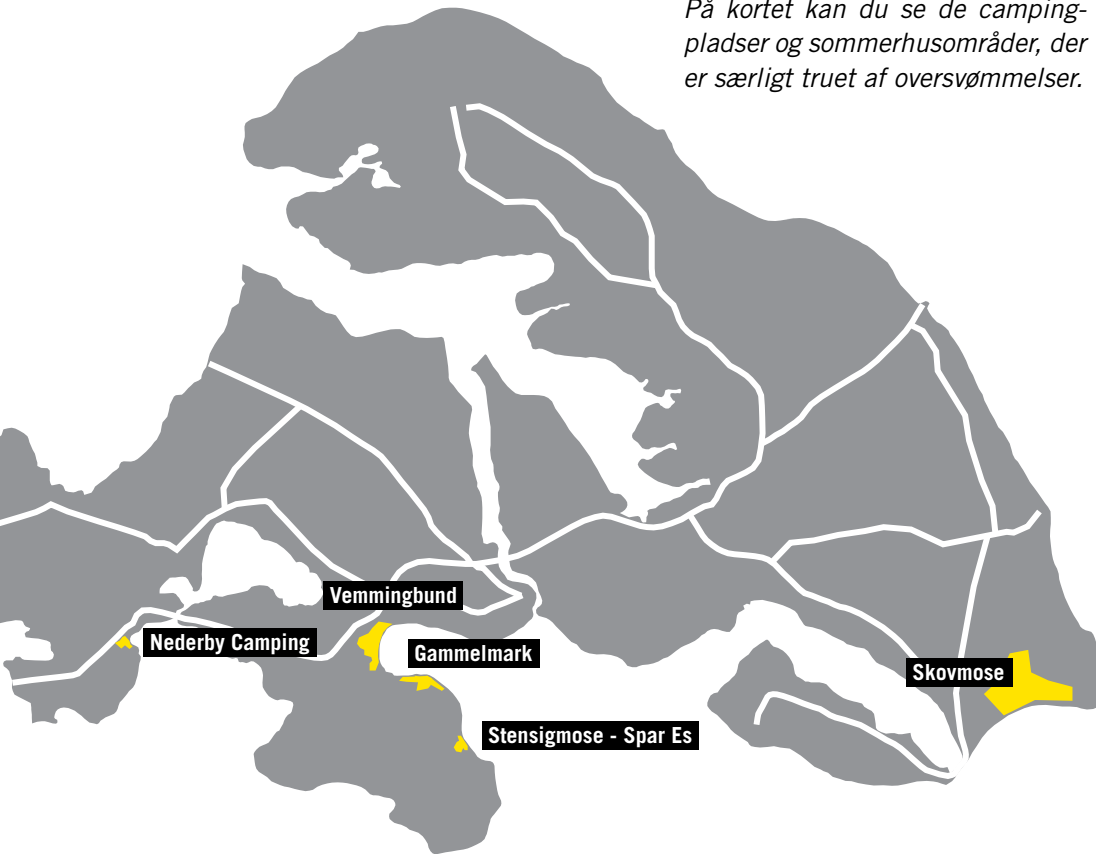 På kortet kan du se de camping-
pladser og sommerhusområder, der
er særligt truet af oversvømmelser.
Vemmingbund
Nederby Camping
Gammelmark
Skovmose
Stensigmose - Spar Es